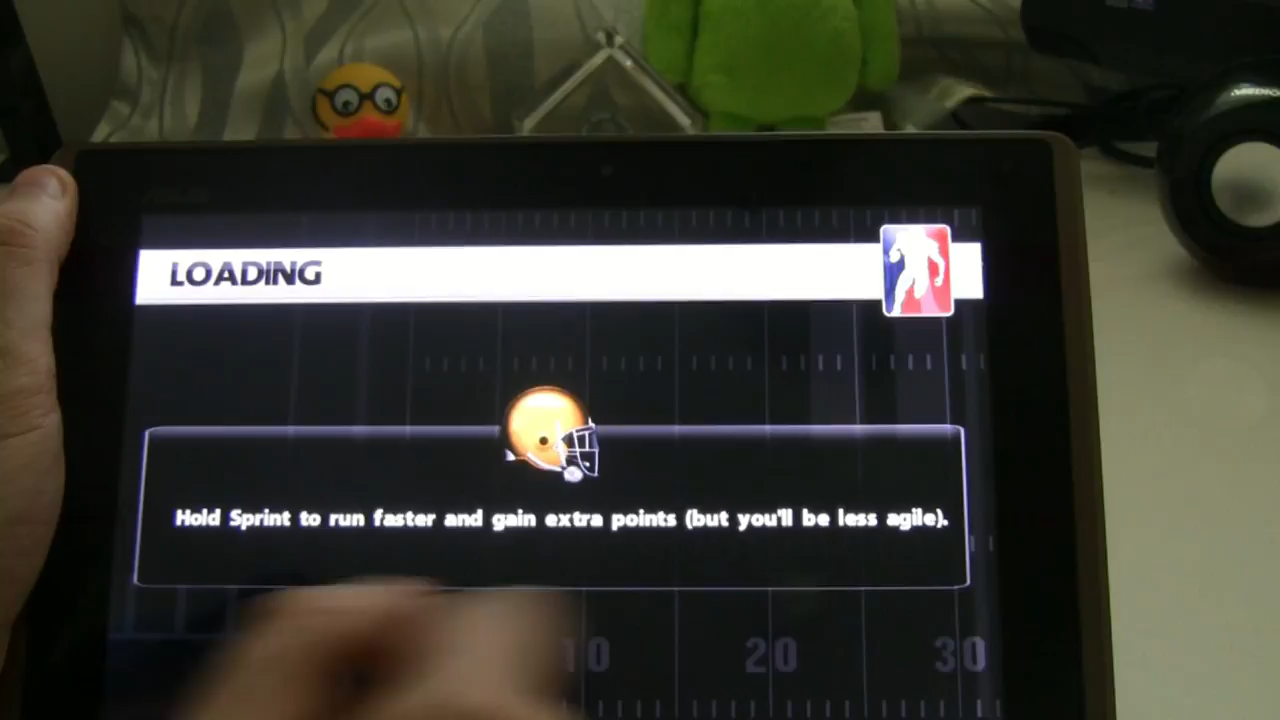 LOADING
Hold Sprint to run faster and gain extra points (but you'll be less agile).
10 20 30